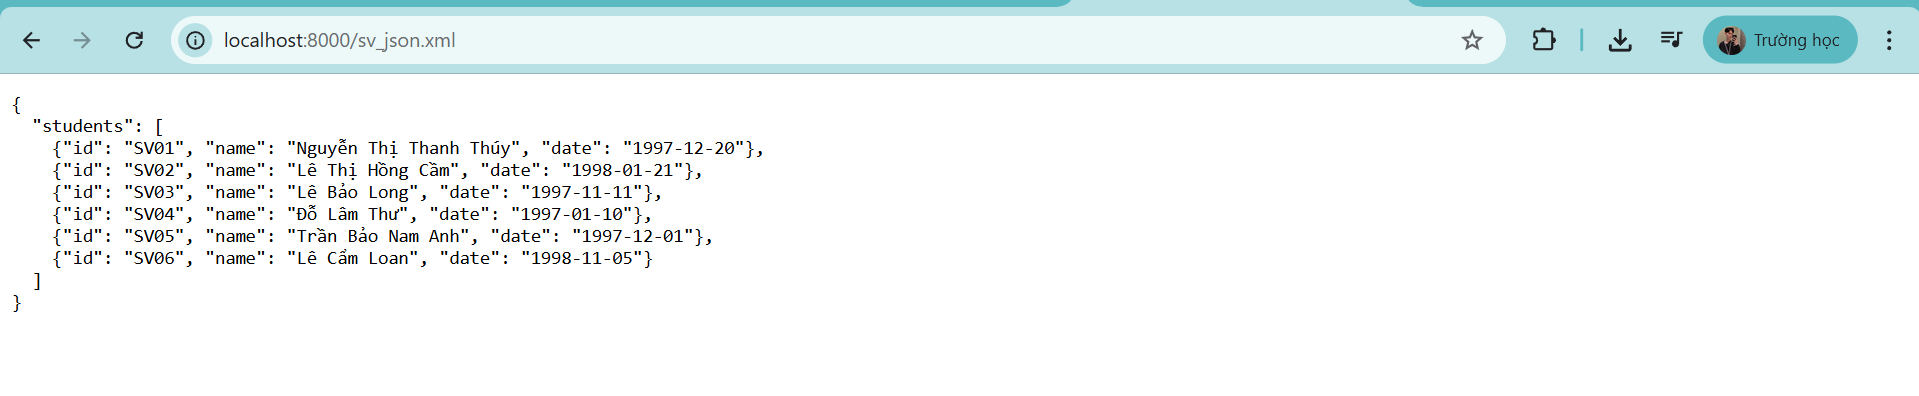 localhost:8000/sv_json.xml
Trường học
{
  "students": [
    {"id": "SV01", "name": "Nguyễn Thị Thanh Thúy", "date": "1997-12-20"},
    {"id": "SV02", "name": "Lê Thị Hồng Cầm", "date": "1998-01-21"},
    {"id": "SV03", "name": "Lê Bảo Long", "date": "1997-11-11"},
    {"id": "SV04", "name": "Đỗ Lâm Thư", "date": "1997-01-10"},
    {"id": "SV05", "name": "Trần Bảo Nam Anh", "date": "1997-12-01"},
    {"id": "SV06", "name": "Lê Cẩm Loan", "date": "1998-11-05"}
  ]
}